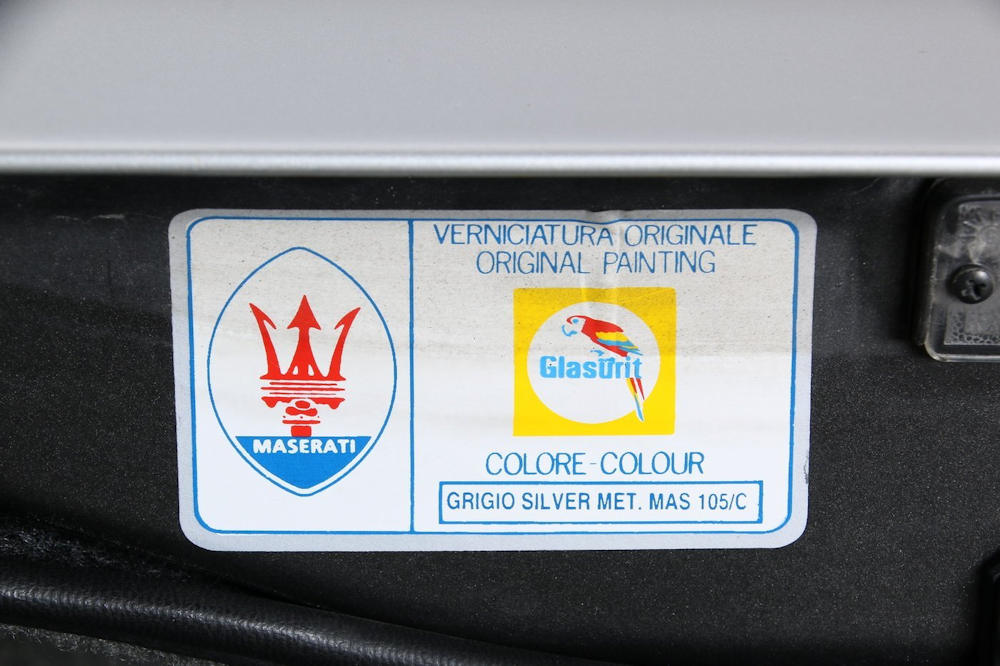 MASERATI
VERNICIATURA ORIGINALE
ORIGINAL PAINTING
Glasurit
COLORE-COLOUR
GRIGIO SILVER MET. MAS 105/C